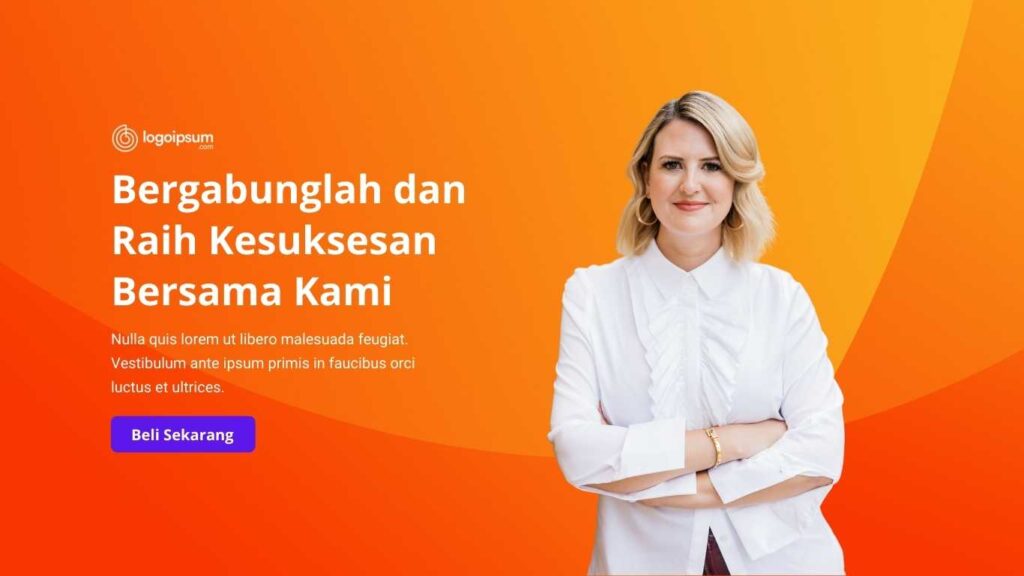 logoipsum
.com
Bergabunglah dan
Raih Kesuksesan
Bersama Kami
Nulla quis lorem ut libero malesuada feugiat.
Vestibulum ante ipsum primis in faucibus orci
luctus et ultrices.
Beli Sekarang